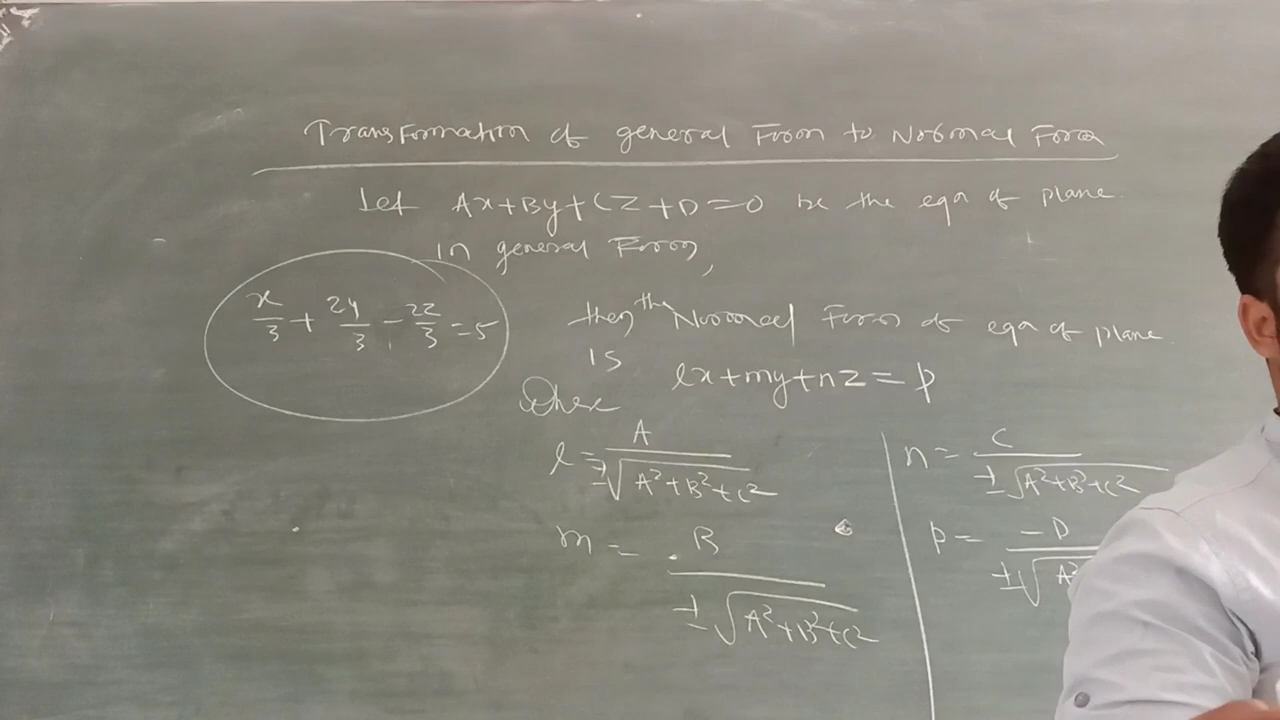 Transformation of general Form to Normal Form
Let Ax+By+Cz+D=0 be the eqn of plane
in general Form,
x/3 + 2y/3 - 2z/3 = 5
then the Normal Form of eqn of plane
is
lx+my+nz=p
Where
l = A/±√A²+B²+C²
n = C/±√A²+B²+C²
m = B/±√A²+B²+C²
p = -D/±√A²